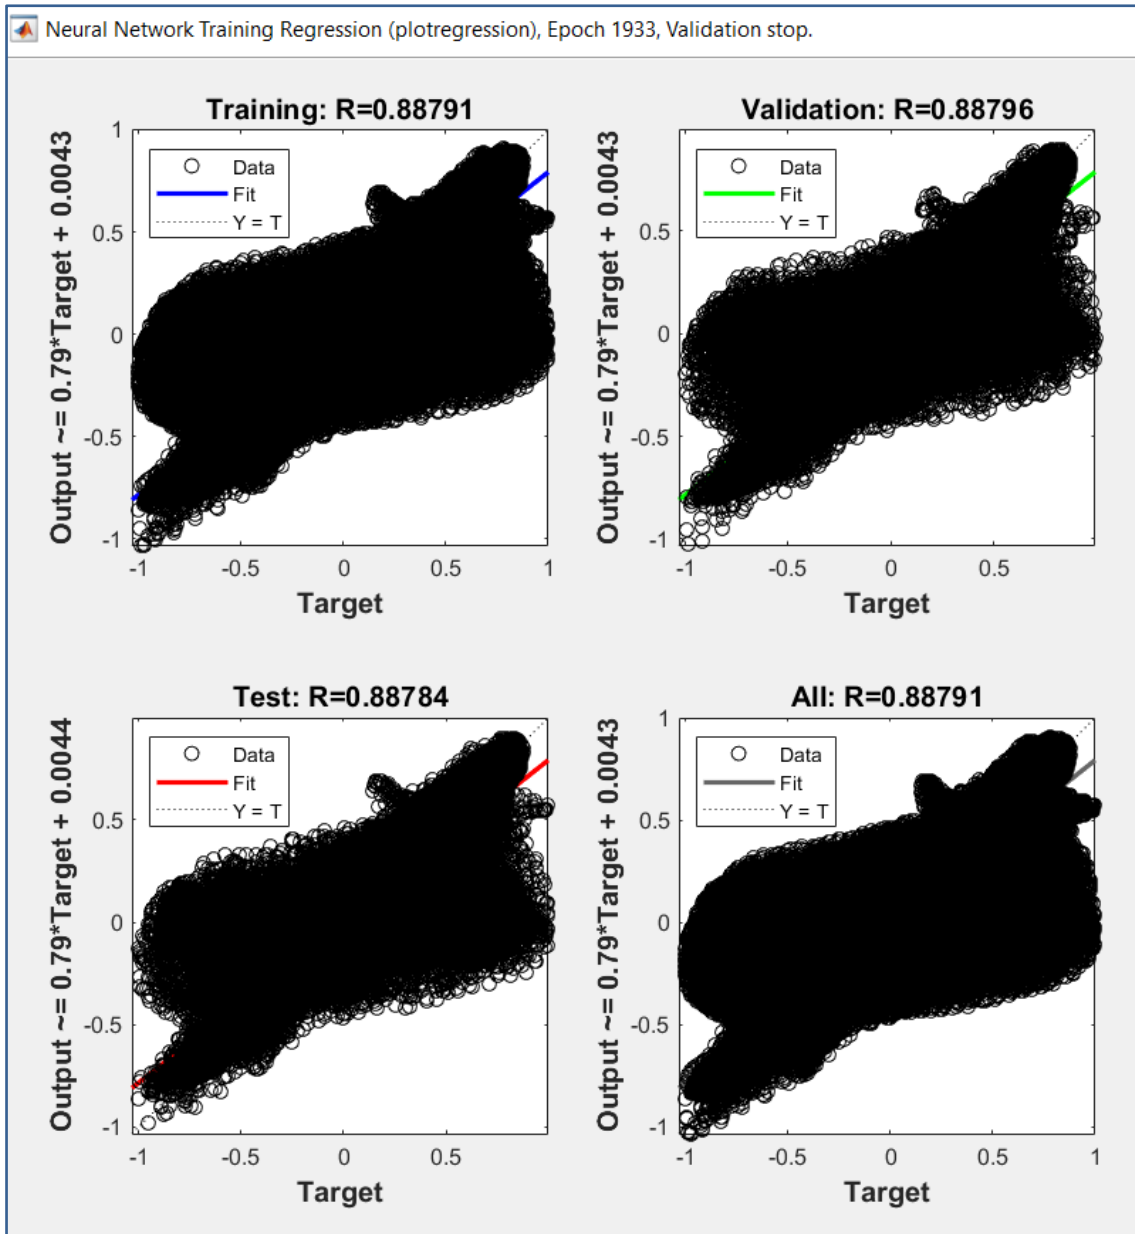 Neural Network Training Regression (plotregression), Epoch 1933, Validation stop.
Training: R=0.88791
Output ~= 0.79*Target + 0.0043
1
0.5
0
-0.5
-1
Data
Fit
Y = T
-1
-0.5
0
0.5
1
Target
Validation: R=0.88796
Output ~= 0.79*Target + 0.0043
0.5
0
-0.5
-1
Data
Fit
Y = T
-1
-0.5
0
0.5
Target
Test: R=0.88784
Output ~= 0.79*Target + 0.0044
0.5
0
-0.5
-1
Data
Fit
Y = T
-1
-0.5
0
0.5
1
Target
All: R=0.88791
Output ~= 0.79*Target + 0.0043
1
0.5
0
-0.5
-1
Data
Fit
Y = T
-1
-0.5
0
0.5
1
Target